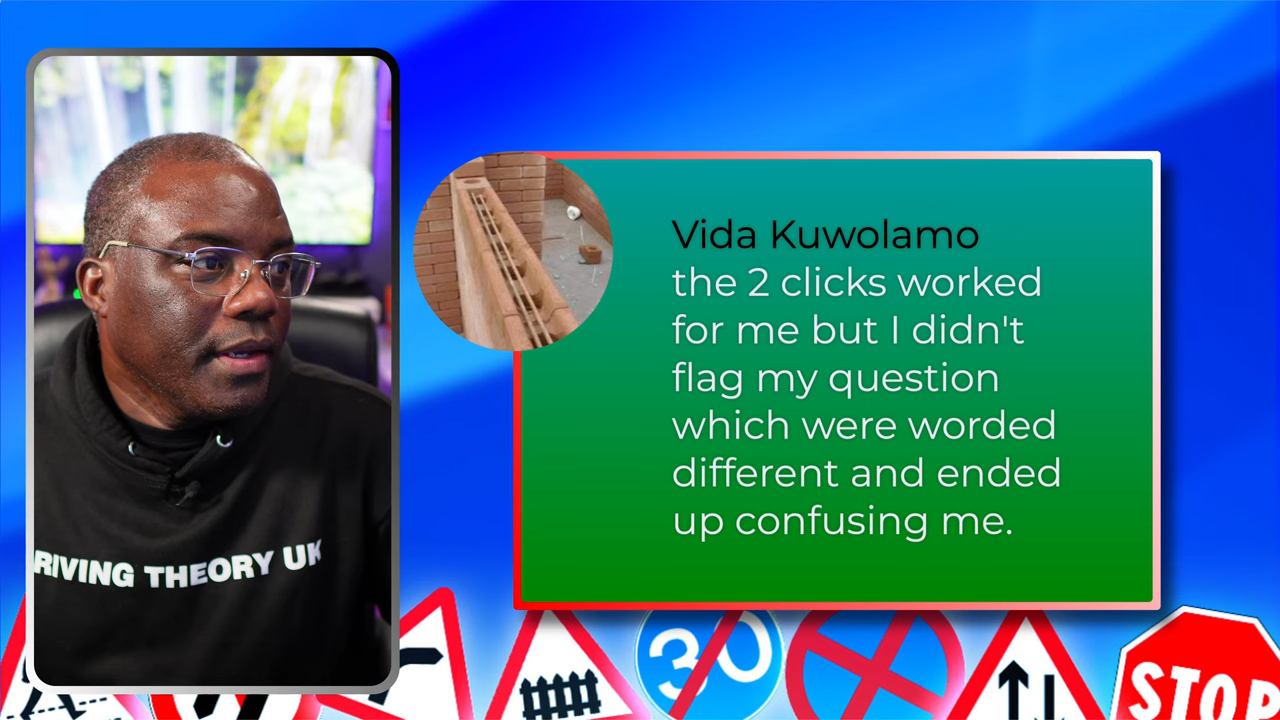 RIVING THEORY UK
Vida Kuwolamo
the 2 clicks worked
for me but I didn't
flag my question
which were worded
different and ended
up confusing me.
30
STOP